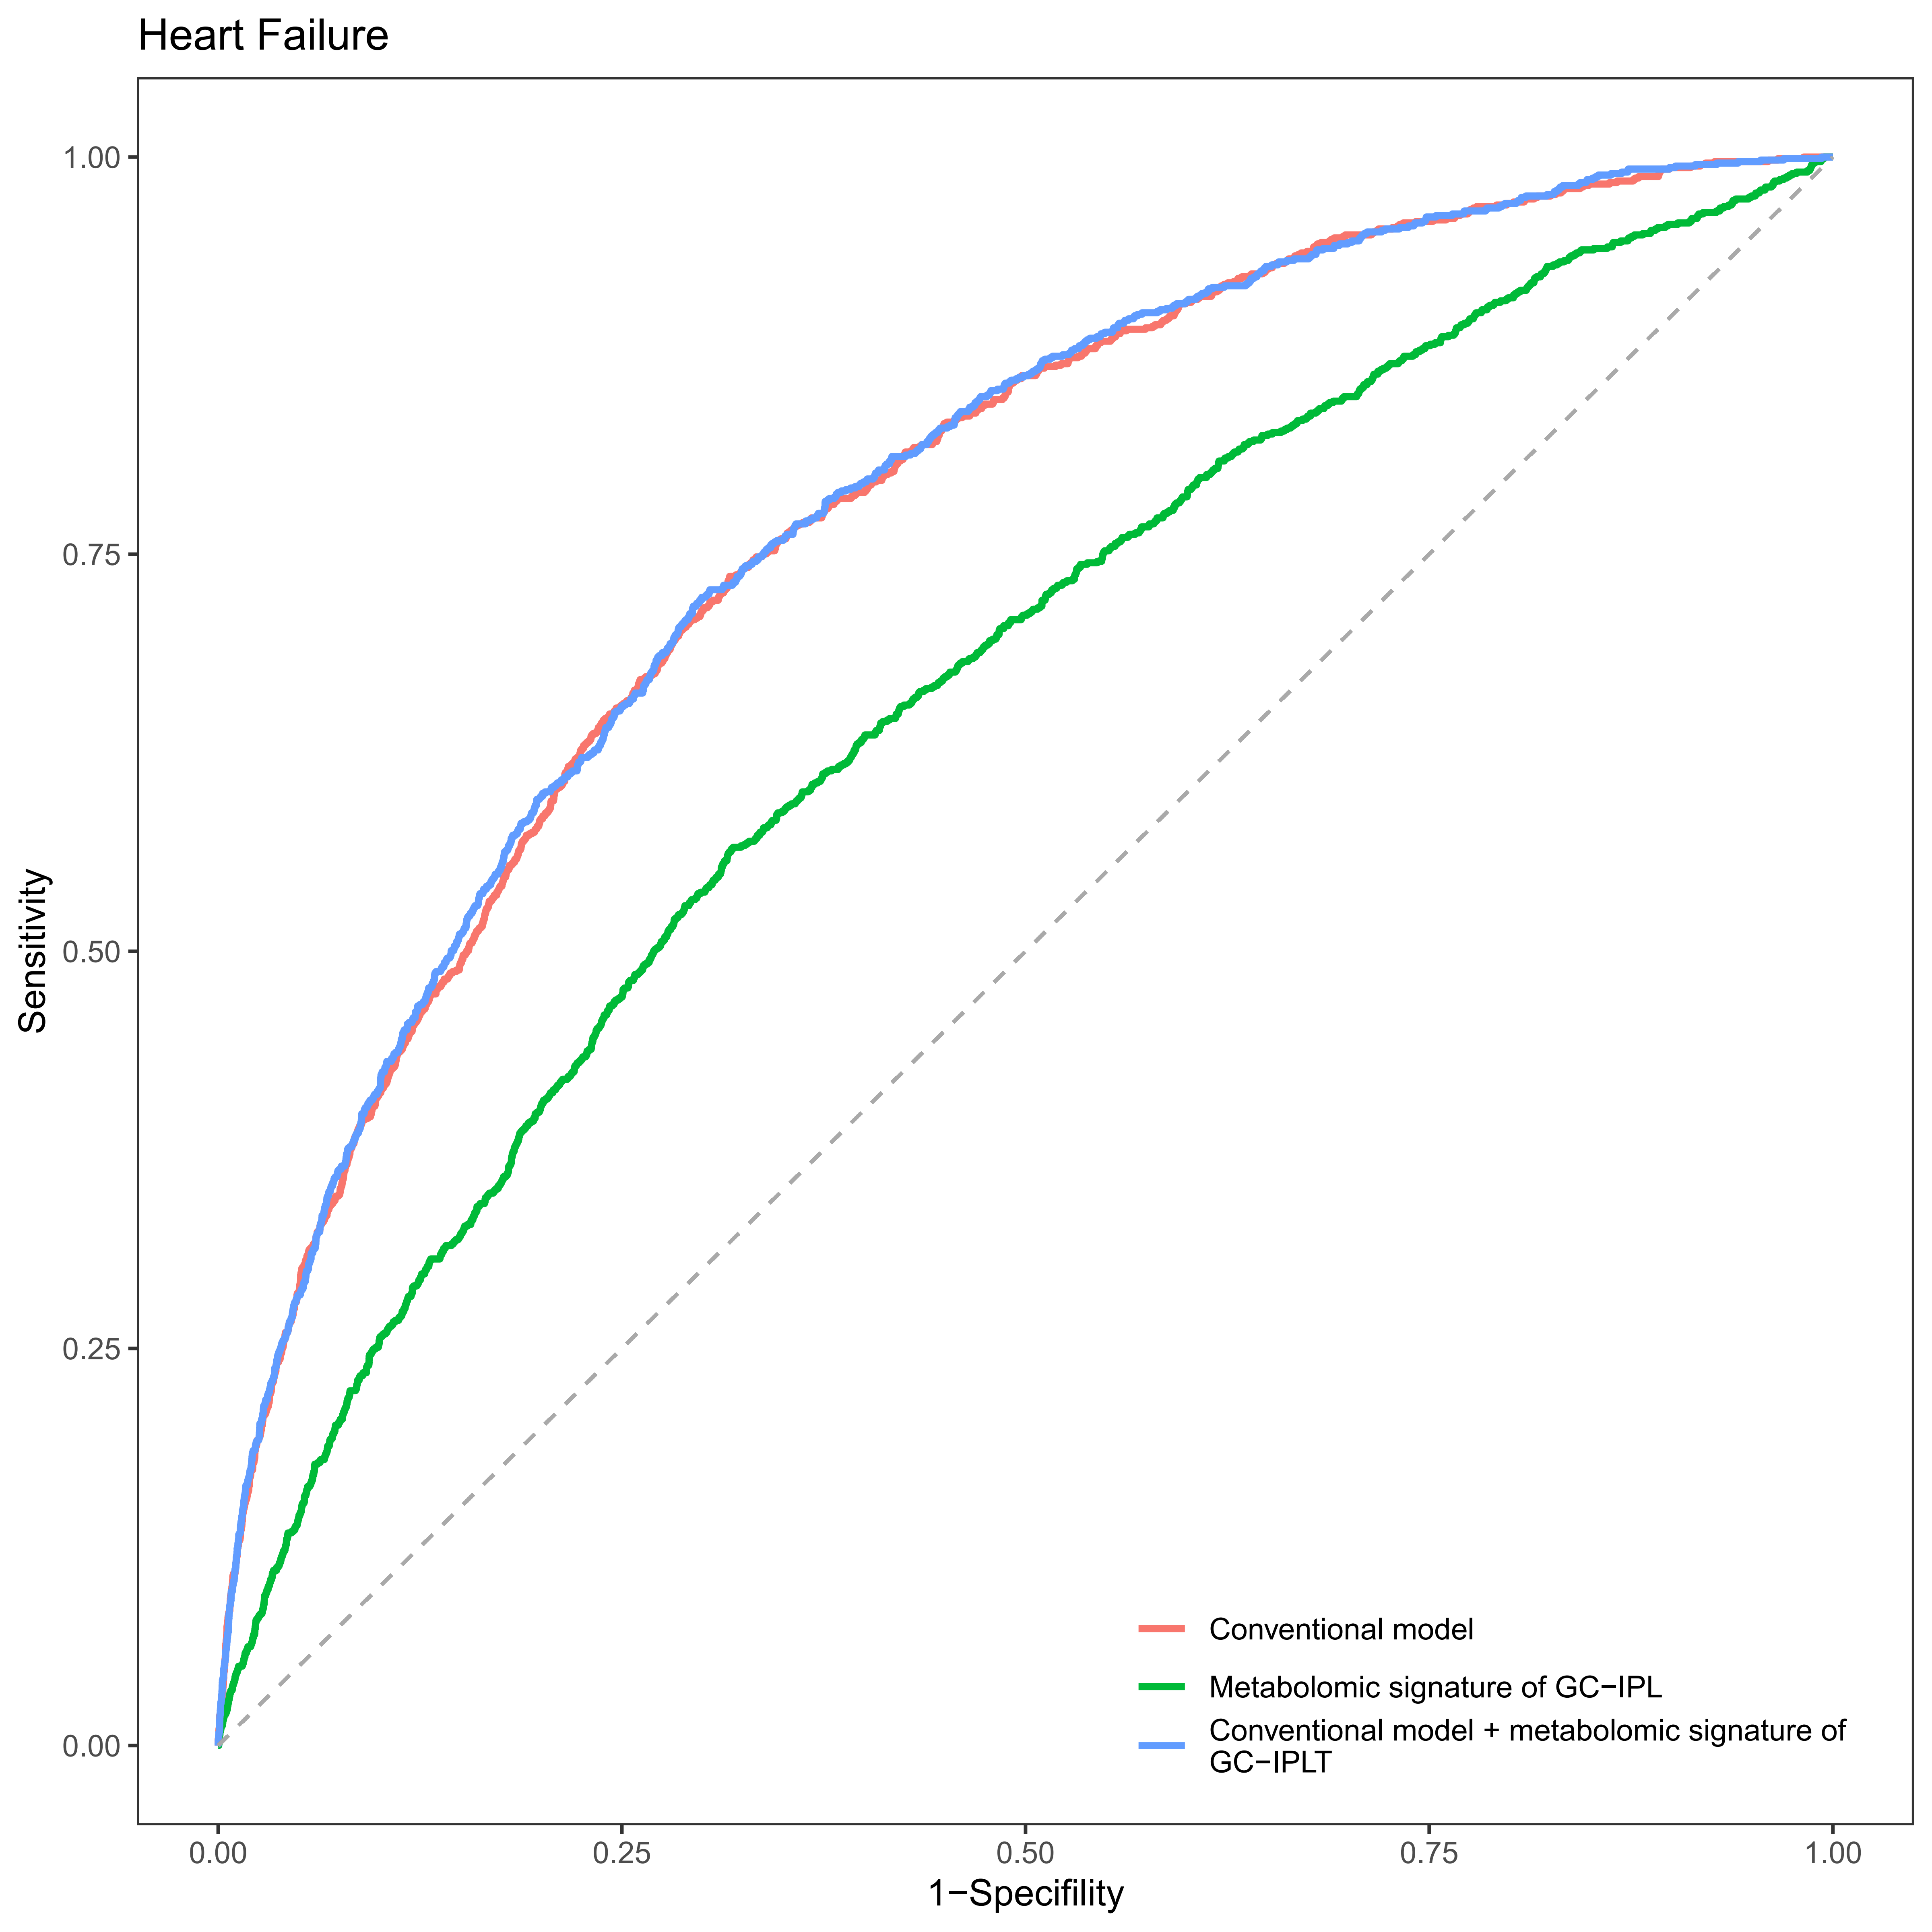 Heart Failure
1.00
0.75
0.50
0.25
0.00
Sensitivity
Conventional model
Metabolomic signature of GC−IPL
Conventional model + metabolomic signature of
GC−IPLT
0.00 0.25 0.50 0.75 1.00
1−Specifility